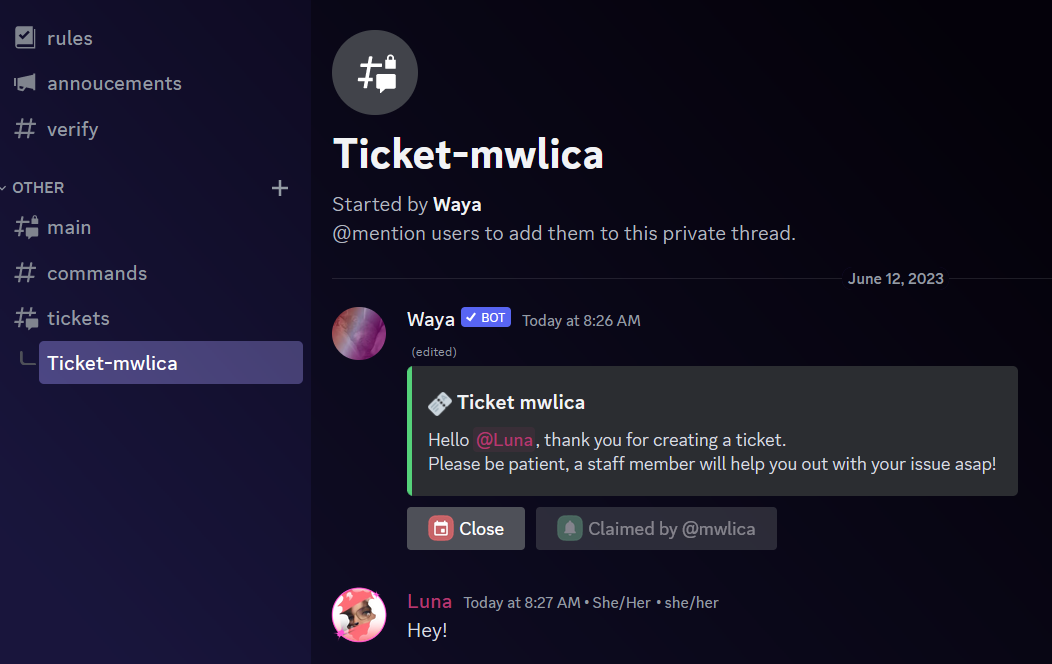 rules
annoucements
# verify
OTHER
main
# commands
tickets
Ticket-mwlica
Ticket-mwlica
Started by Waya
@mention users to add them to this private thread.
June 12, 2023
Waya ✓ BOT Today at 8:26 AM
(edited)
Ticket mwlica
Hello @Luna, thank you for creating a ticket.
Please be patient, a staff member will help you out with your issue asap!
Close Claimed by @mwlica
Luna Today at 8:27 AM • She/Her • she/her
Hey!